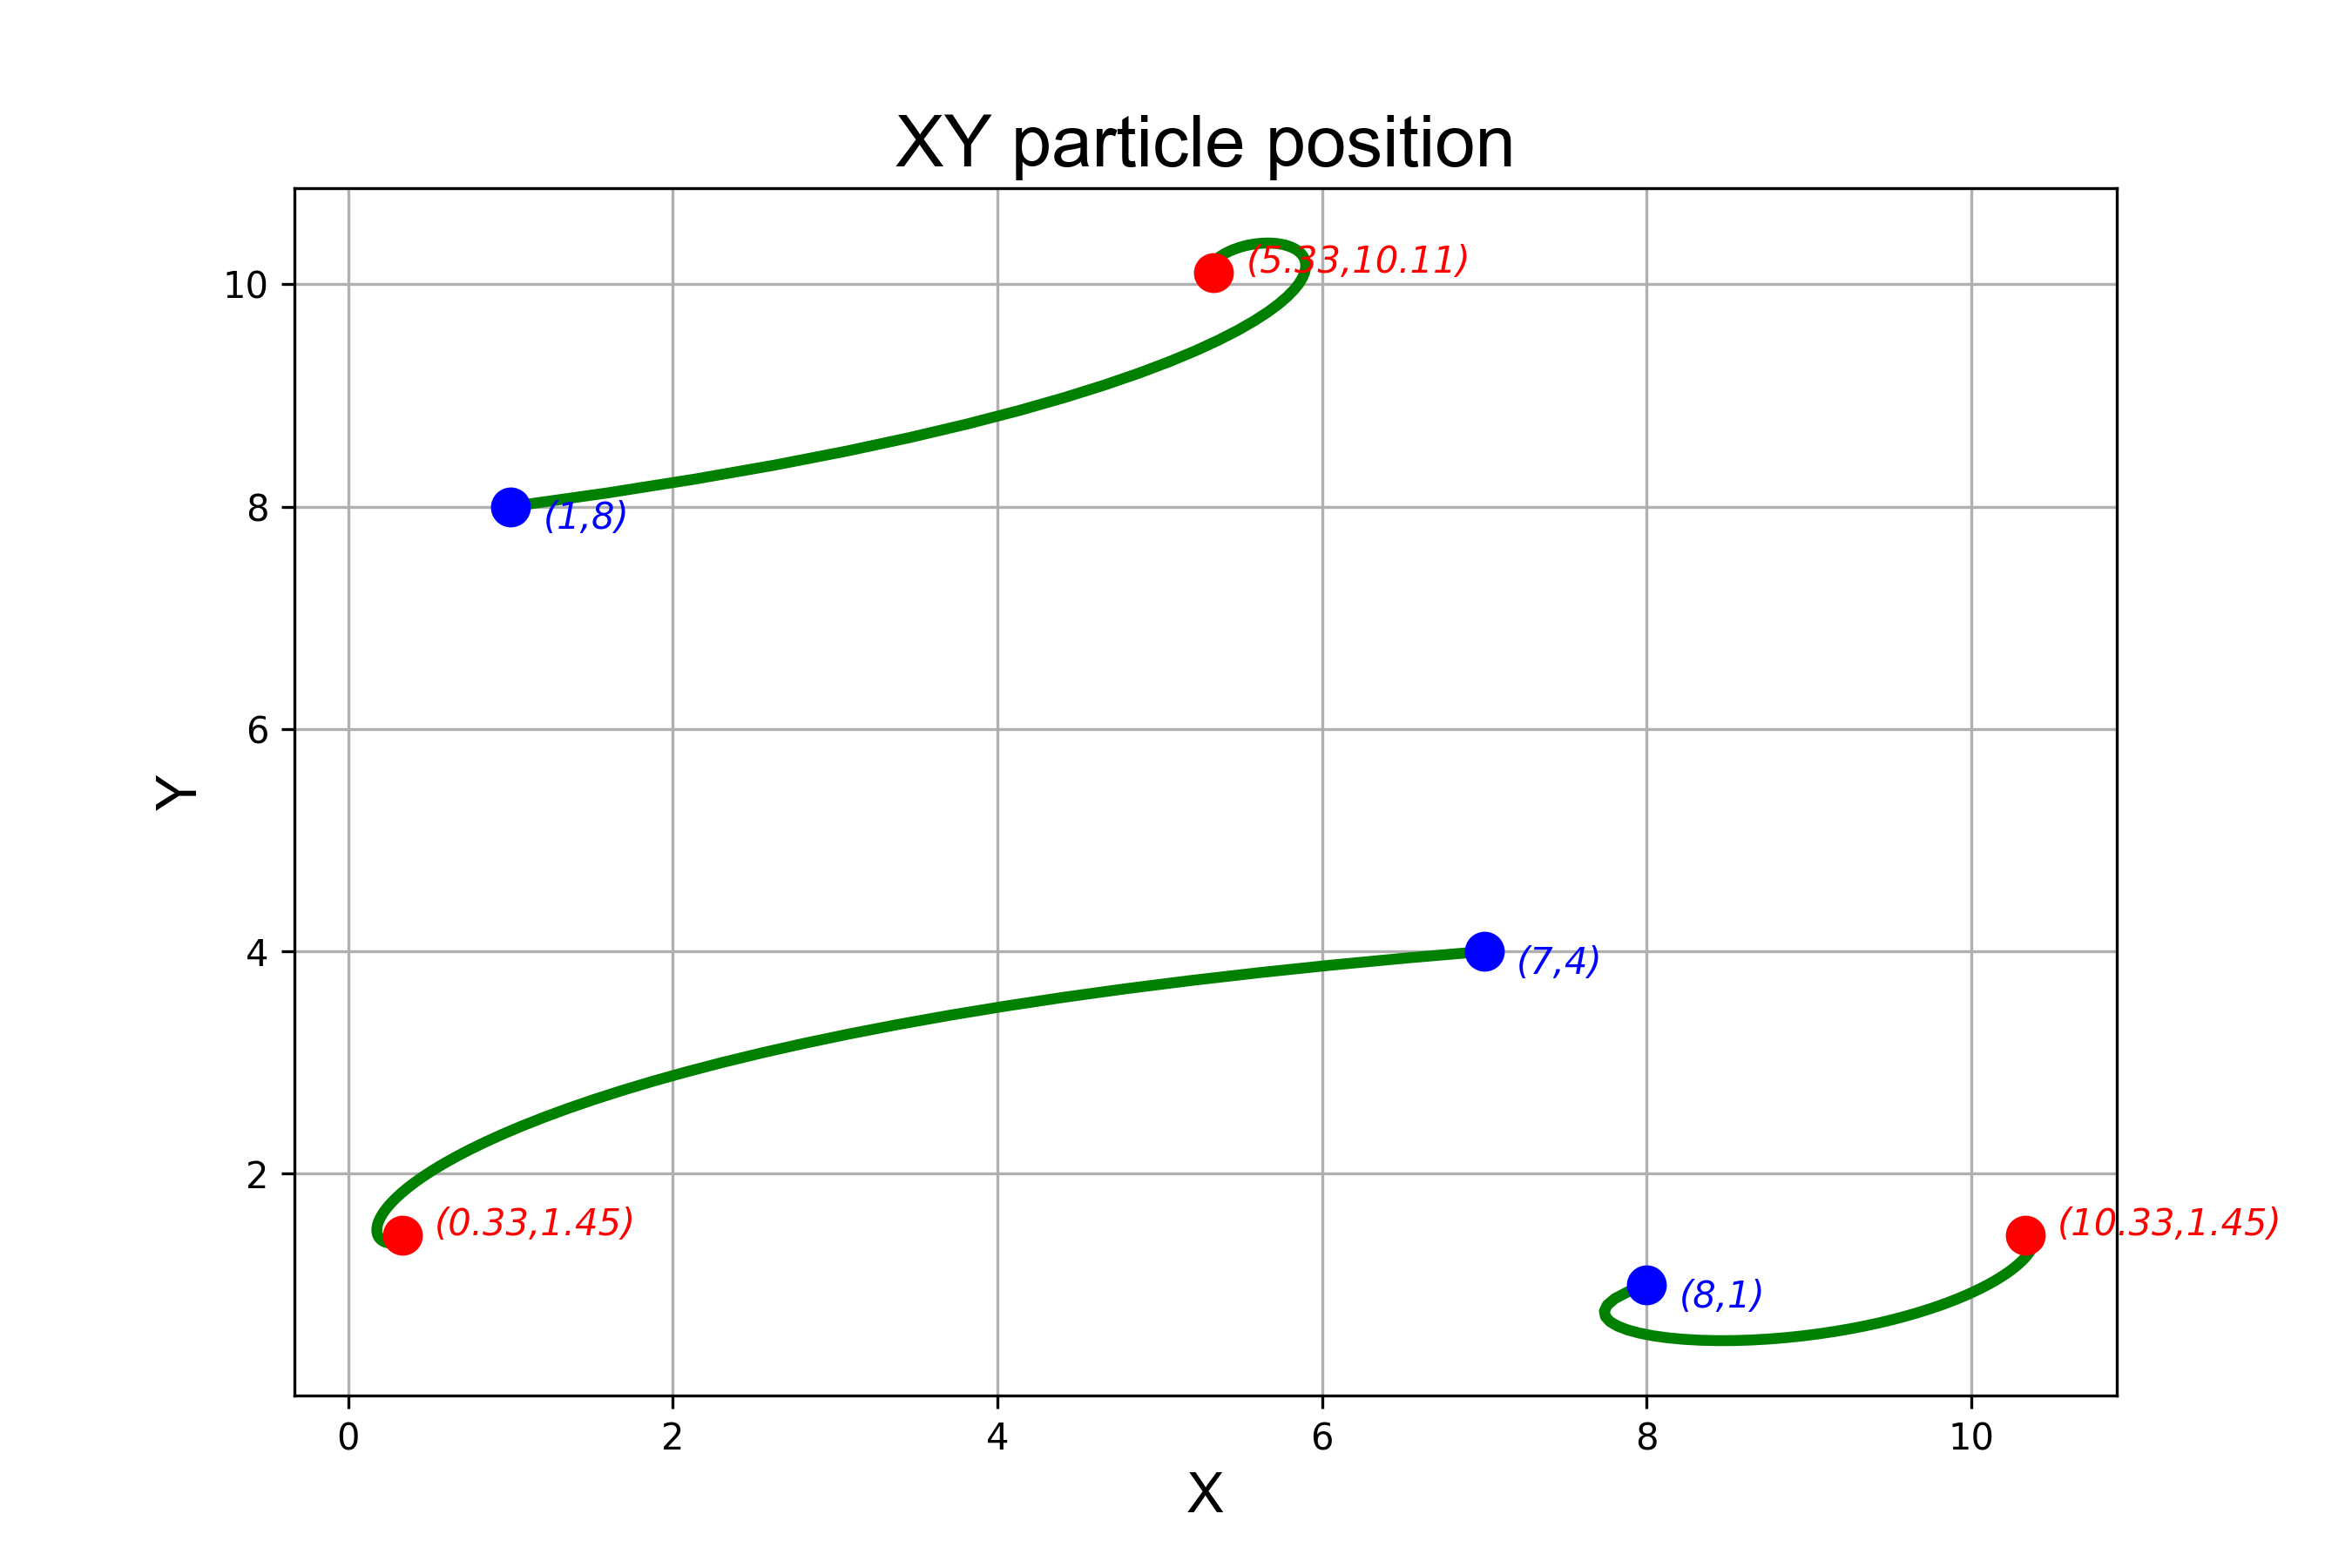 XY particle position
10
(5.33,10.11)
8
(1,8)
6
Y
4
(7,4)
2
(0.33,1.45)
(10.33,1.45)
(8,1)
0 2 4 6 8 10
X